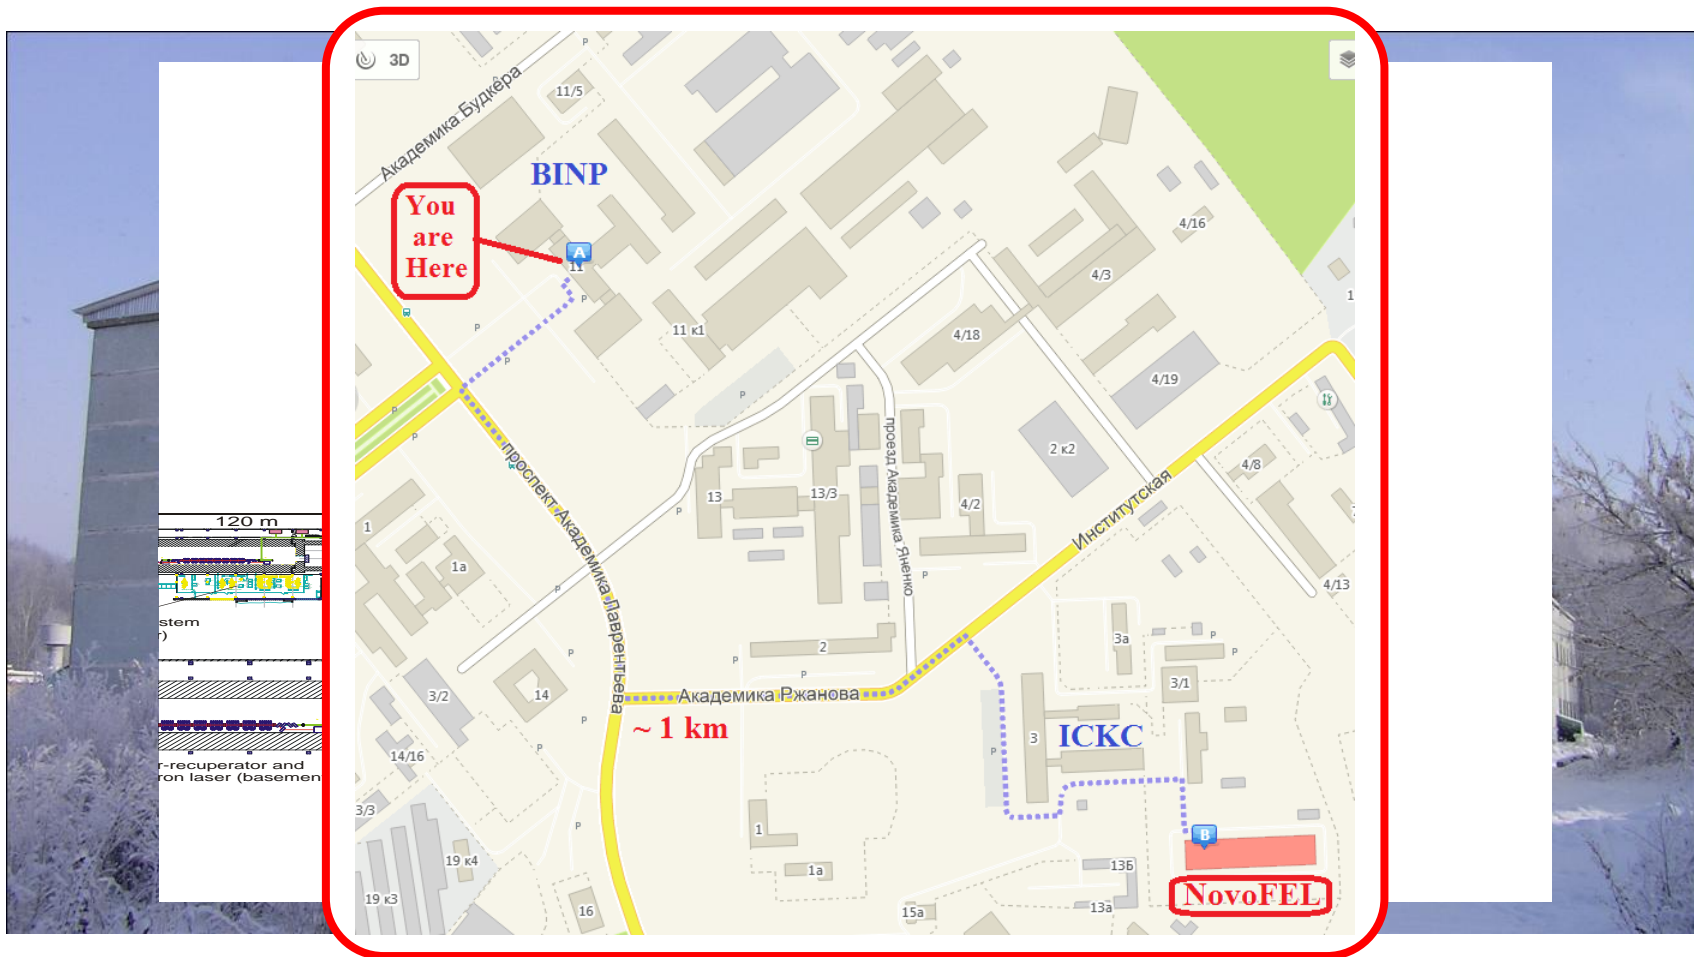 3D
Академика Будкера
11/5
BINP
You
are
Here
A
11
P
4/16
4/3
11 к1
4/18
4/19
2 к2
4/8
проспект Академика Лаврентьева
проезд Академика Яненко
Институтская
13
13/3
4/2
120 m
1
1а
4/13
stem
r)
3а
2
3/2
14
Академика Ржанова
3/1
~ 1 km
3
ICKC
14/16
r-recuperator and
ron laser (basemen
3/3
1
B
19 к4
1а
13Б
NovoFEL
19 к3
16
15а
13а